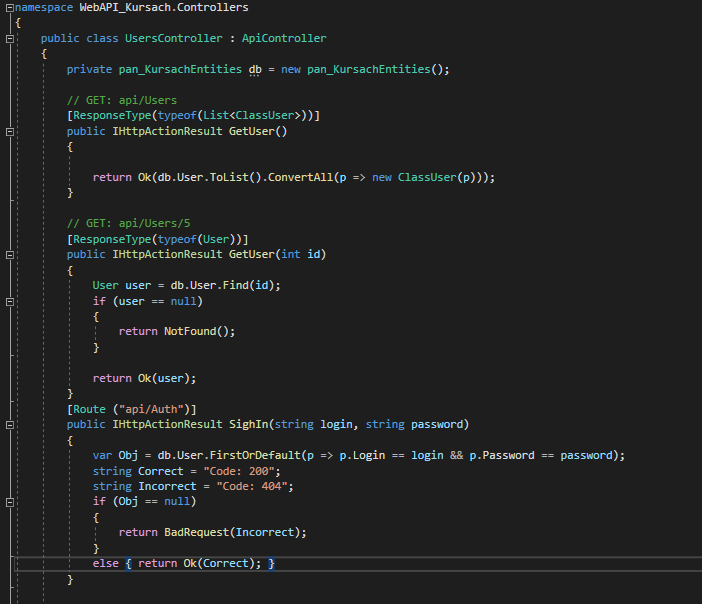 namespace WebAPI_Kursach.Controllers
{
public class UsersController : ApiController
{
private pan_KursachEntities db = new pan_KursachEntities();
// GET: api/Users
[ResponseType(typeof(List<ClassUser>))]
public IHttpActionResult GetUser()
{
return Ok(db.User.ToList().ConvertAll(p => new ClassUser(p)));
}
// GET: api/Users/5
[ResponseType(typeof(User))]
public IHttpActionResult GetUser(int id)
{
User user = db.User.Find(id);
if (user == null)
{
return NotFound();
}
return Ok(user);
}
[Route ("api/Auth")]
public IHttpActionResult SighIn(string login, string password)
{
var Obj = db.User.FirstOrDefault(p => p.Login == login && p.Password == password);
string Correct = "Code: 200";
string Incorrect = "Code: 404";
if (Obj == null)
{
return BadRequest(Incorrect);
}
else { return Ok(Correct); }
}